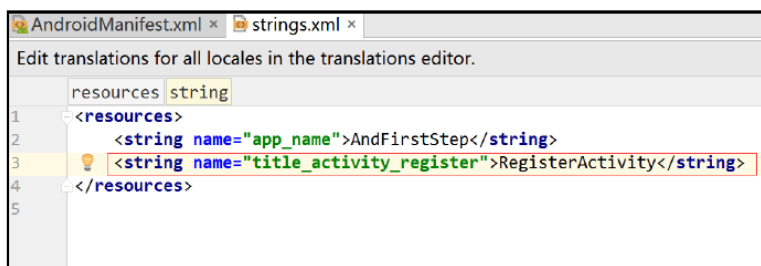 AndroidManifest.xml × strings.xml ×
Edit translations for all locales in the translations editor.
resources string
1 <resources>
2 <string name="app_name">AndFirstStep</string>
3 <string name="title_activity_register">RegisterActivity</string>
4 </resources>
5